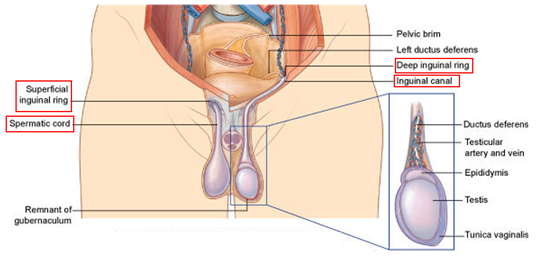 Pelvic brim
Left ductus deferens
Deep inguinal ring
Inguinal canal
Superficial
inguinal ring
Spermatic cord
Remnant of
gubernaculum
Ductus deferens
Testicular
artery and vein
Epididymis
Testis
Tunica vaginalis